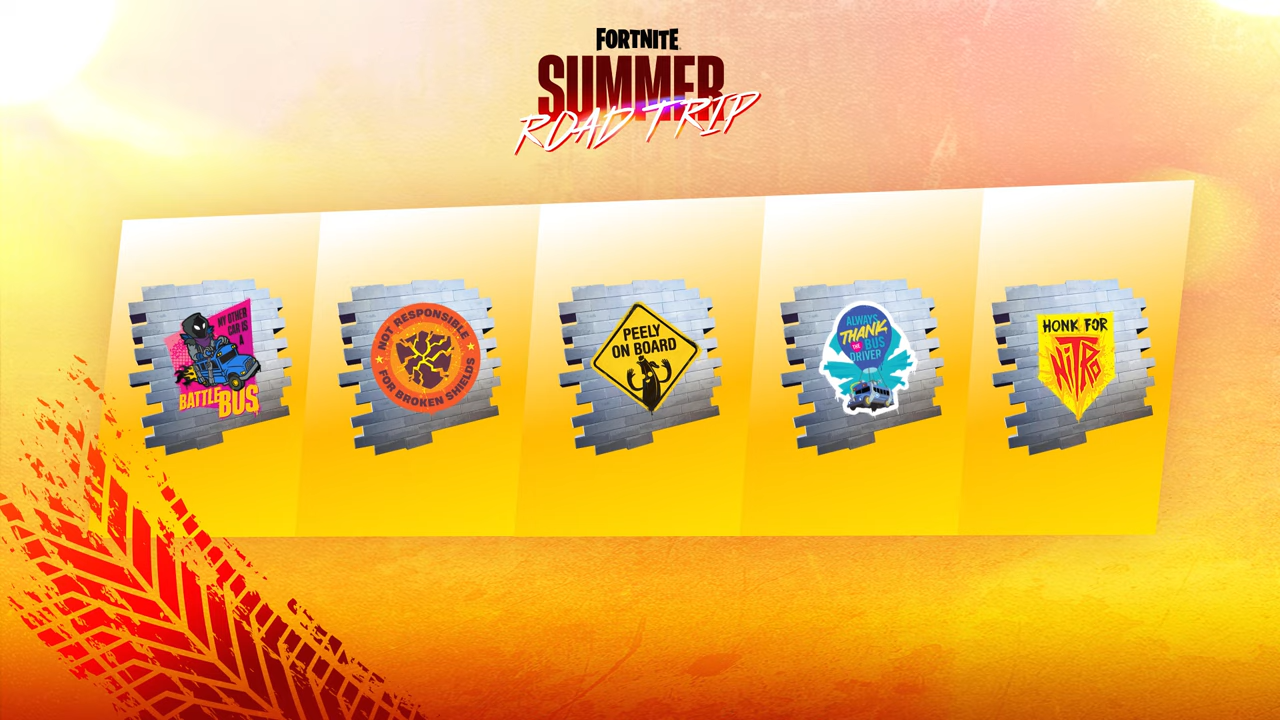 FORTNITE
SUMMER
ROAD TRIP
MY OTHER
CAR IS
A
BATTLE
BUS
NOT RESPONSIBLE
FOR BROKEN SHIELDS
PEELY
ON BOARD
ALWAYS
THANK
THE BUS
DRIVER
HONK FOR
NITRO